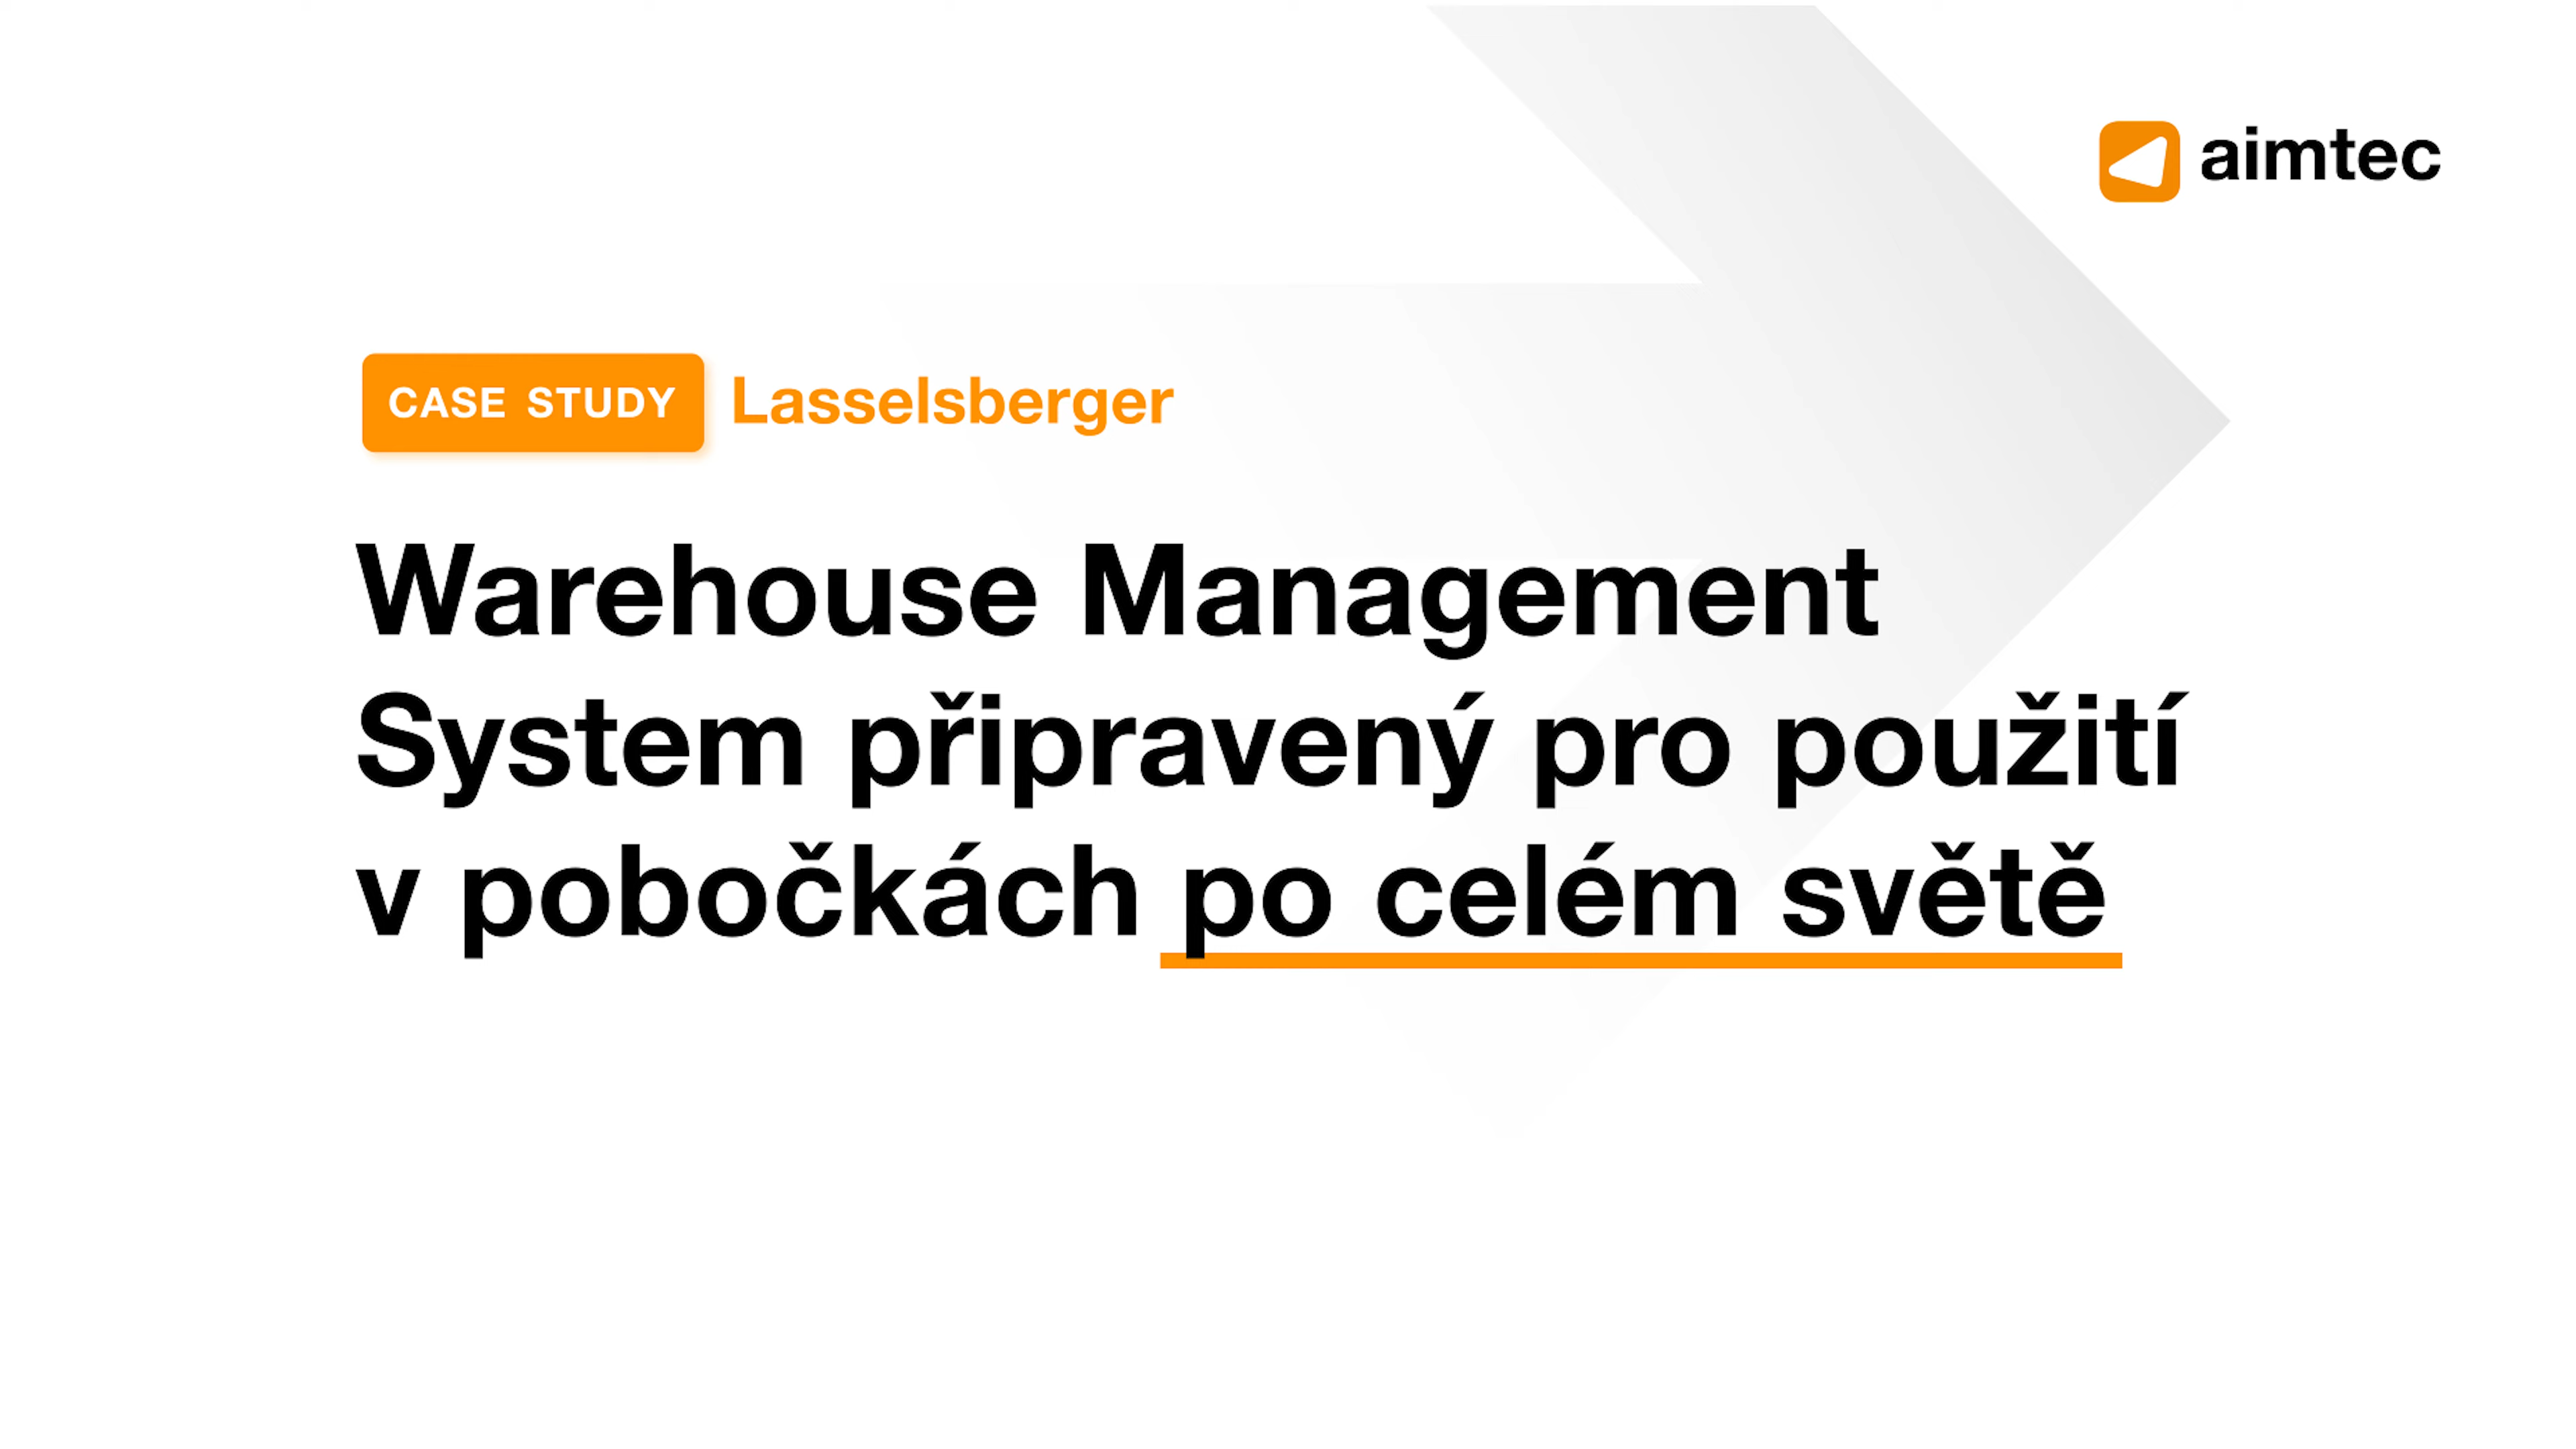 aimtec
CASE STUDY Lasselsberger
Warehouse Management
System připravený pro použití
v pobočkách po celém světě